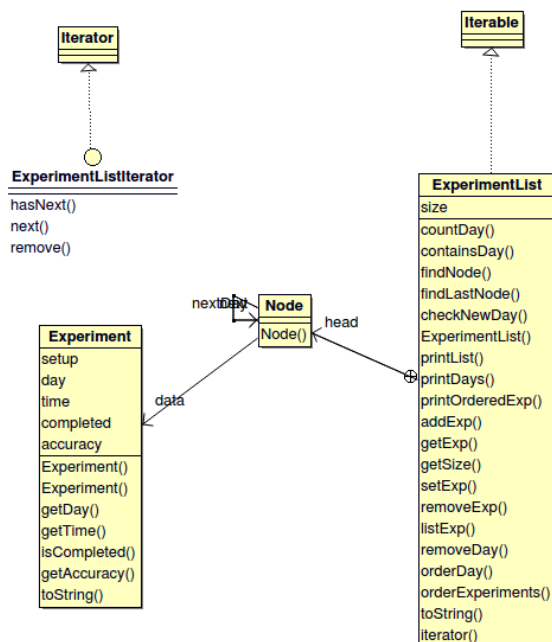 Iterator
Iterable
ExperimentListIterator
hasNext()
next()
remove()
ExperimentList
size
countDay()
containsDay()
findNode()
findLastNode()
checkNewDay()
ExperimentList()
printList()
printDays()
printOrderedExp()
addExp()
getExp()
getSize()
setExp()
removeExp()
listExp()
removeDay()
orderDay()
orderExperiments()
toString()
iterator()
Node
Node()
head
data
Experiment
setup
day
time
completed
accuracy
Experiment()
Experiment()
getDay()
getTime()
isCompleted()
getAccuracy()
toString()